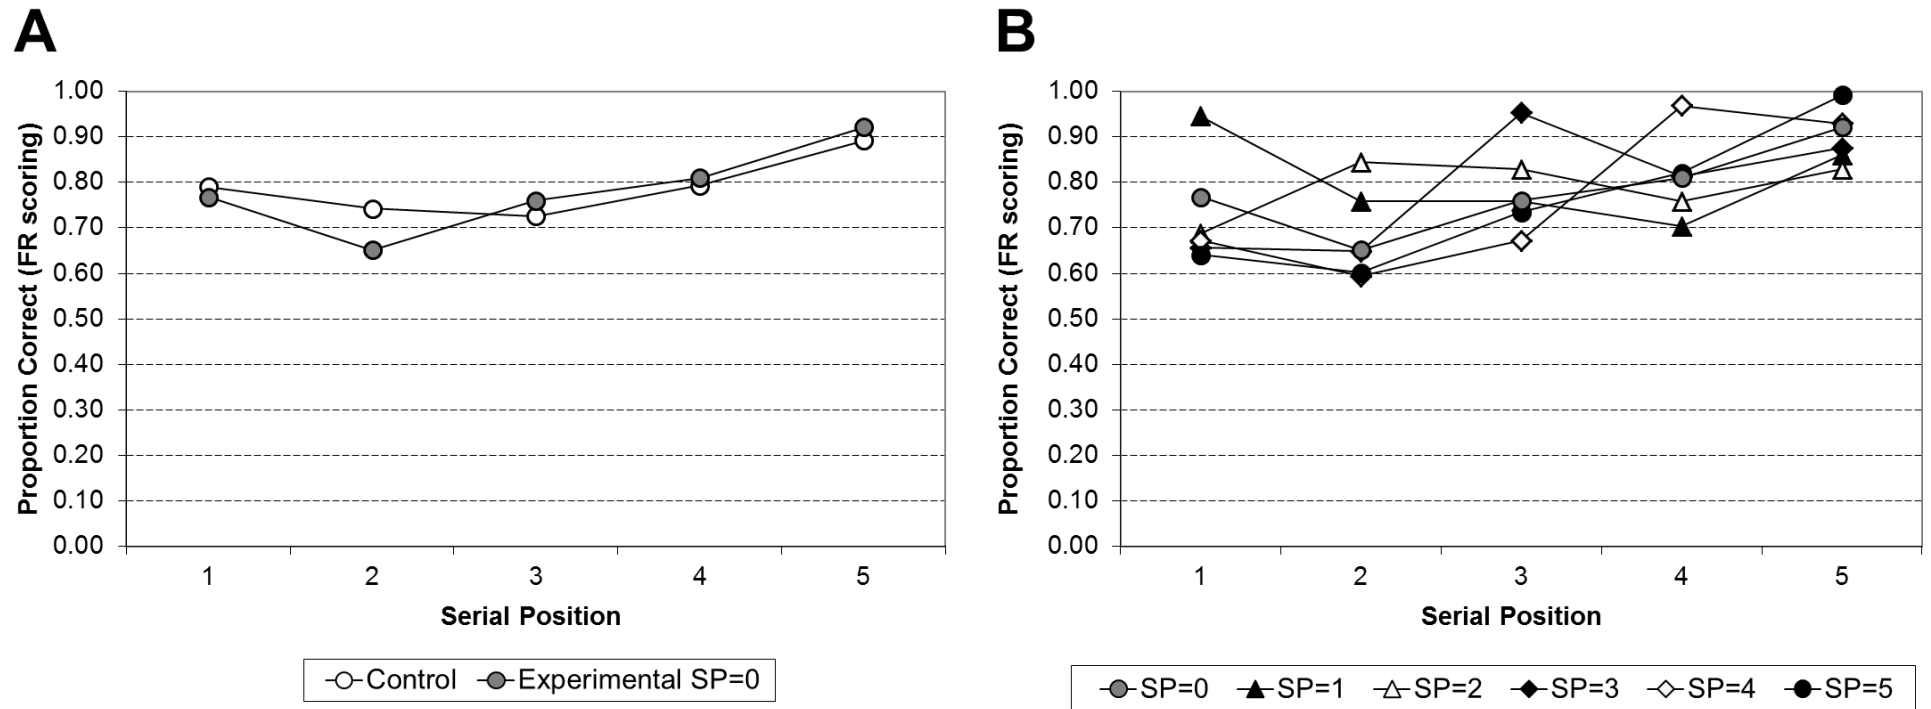 A
Proportion Correct (FR scoring)
1.00
0.90
0.80
0.70
0.60
0.50
0.40
0.30
0.20
0.10
0.00
1 2 3 4 5
Serial Position
Control Experimental SP=0
B
Proportion Correct (FR scoring)
1.00
0.90
0.80
0.70
0.60
0.50
0.40
0.30
0.20
0.10
0.00
1 2 3 4 5
Serial Position
SP=0 SP=1 SP=2 SP=3 SP=4 SP=5